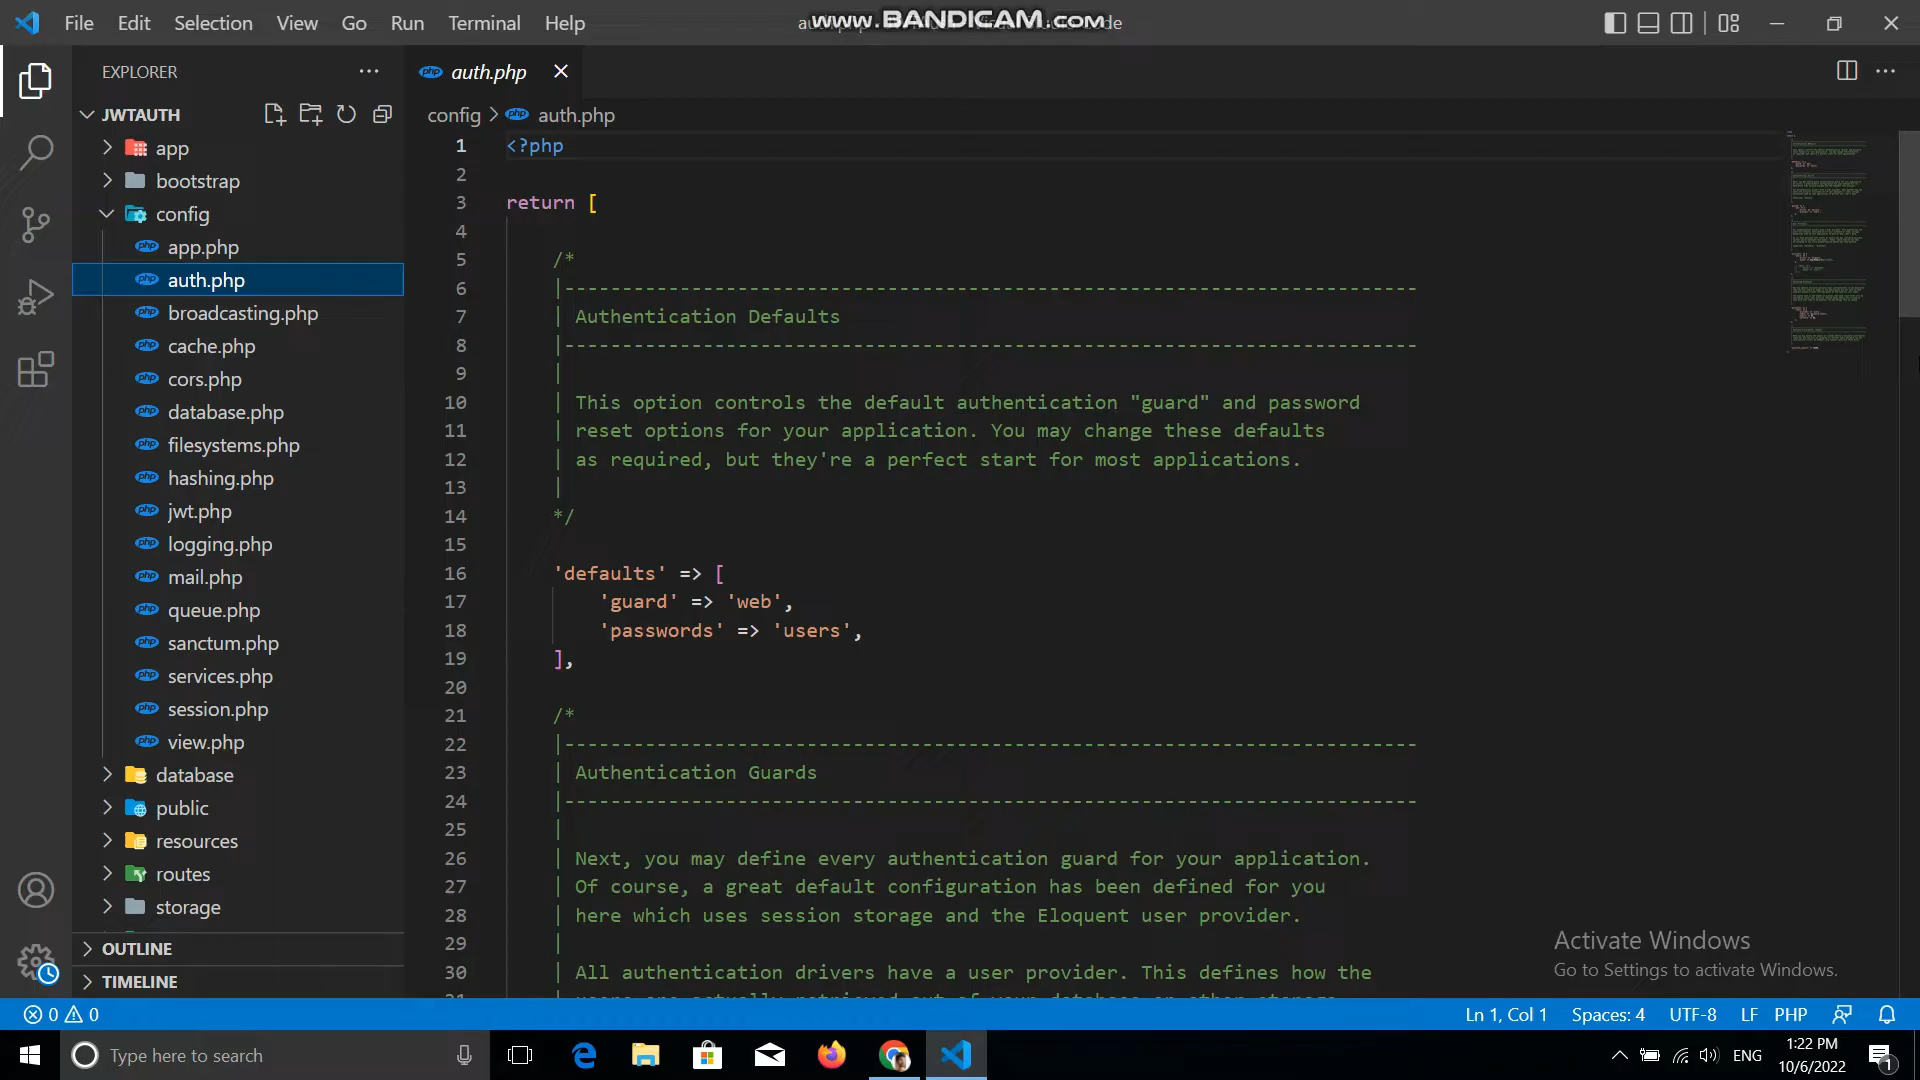 File Edit Selection View Go Run Terminal Help
www.BANDICAM.com
EXPLORER
auth.php
JWTAUTH
config > auth.php
app
bootstrap
config
app.php
auth.php
broadcasting.php
cache.php
cors.php
database.php
filesystems.php
hashing.php
jwt.php
logging.php
mail.php
queue.php
sanctum.php
services.php
session.php
view.php
database
public
resources
routes
storage
OUTLINE
TIMELINE
1 <?php
2
3 return [
4
5 /*
6 |--------------------------------------------------------------------------
7 | Authentication Defaults
8 |--------------------------------------------------------------------------
9 |
10 | This option controls the default authentication "guard" and password
11 | reset options for your application. You may change these defaults
12 | as required, but they're a perfect start for most applications.
13 |
14 */
15
16 'defaults' => [
17 'guard' => 'web',
18 'passwords' => 'users',
19 ],
20
21 /*
22 |--------------------------------------------------------------------------
23 | Authentication Guards
24 |--------------------------------------------------------------------------
25 |
26 | Next, you may define every authentication guard for your application.
27 | Of course, a great default configuration has been defined for you
28 | here which uses session storage and the Eloquent user provider.
29 |
30 | All authentication drivers have a user provider. This defines how the
Activate Windows
Go to Settings to activate Windows.
0 0
Ln 1, Col 1 Spaces: 4 UTF-8 LF PHP
Type here to search
ENG
1:22 PM
10/6/2022
1